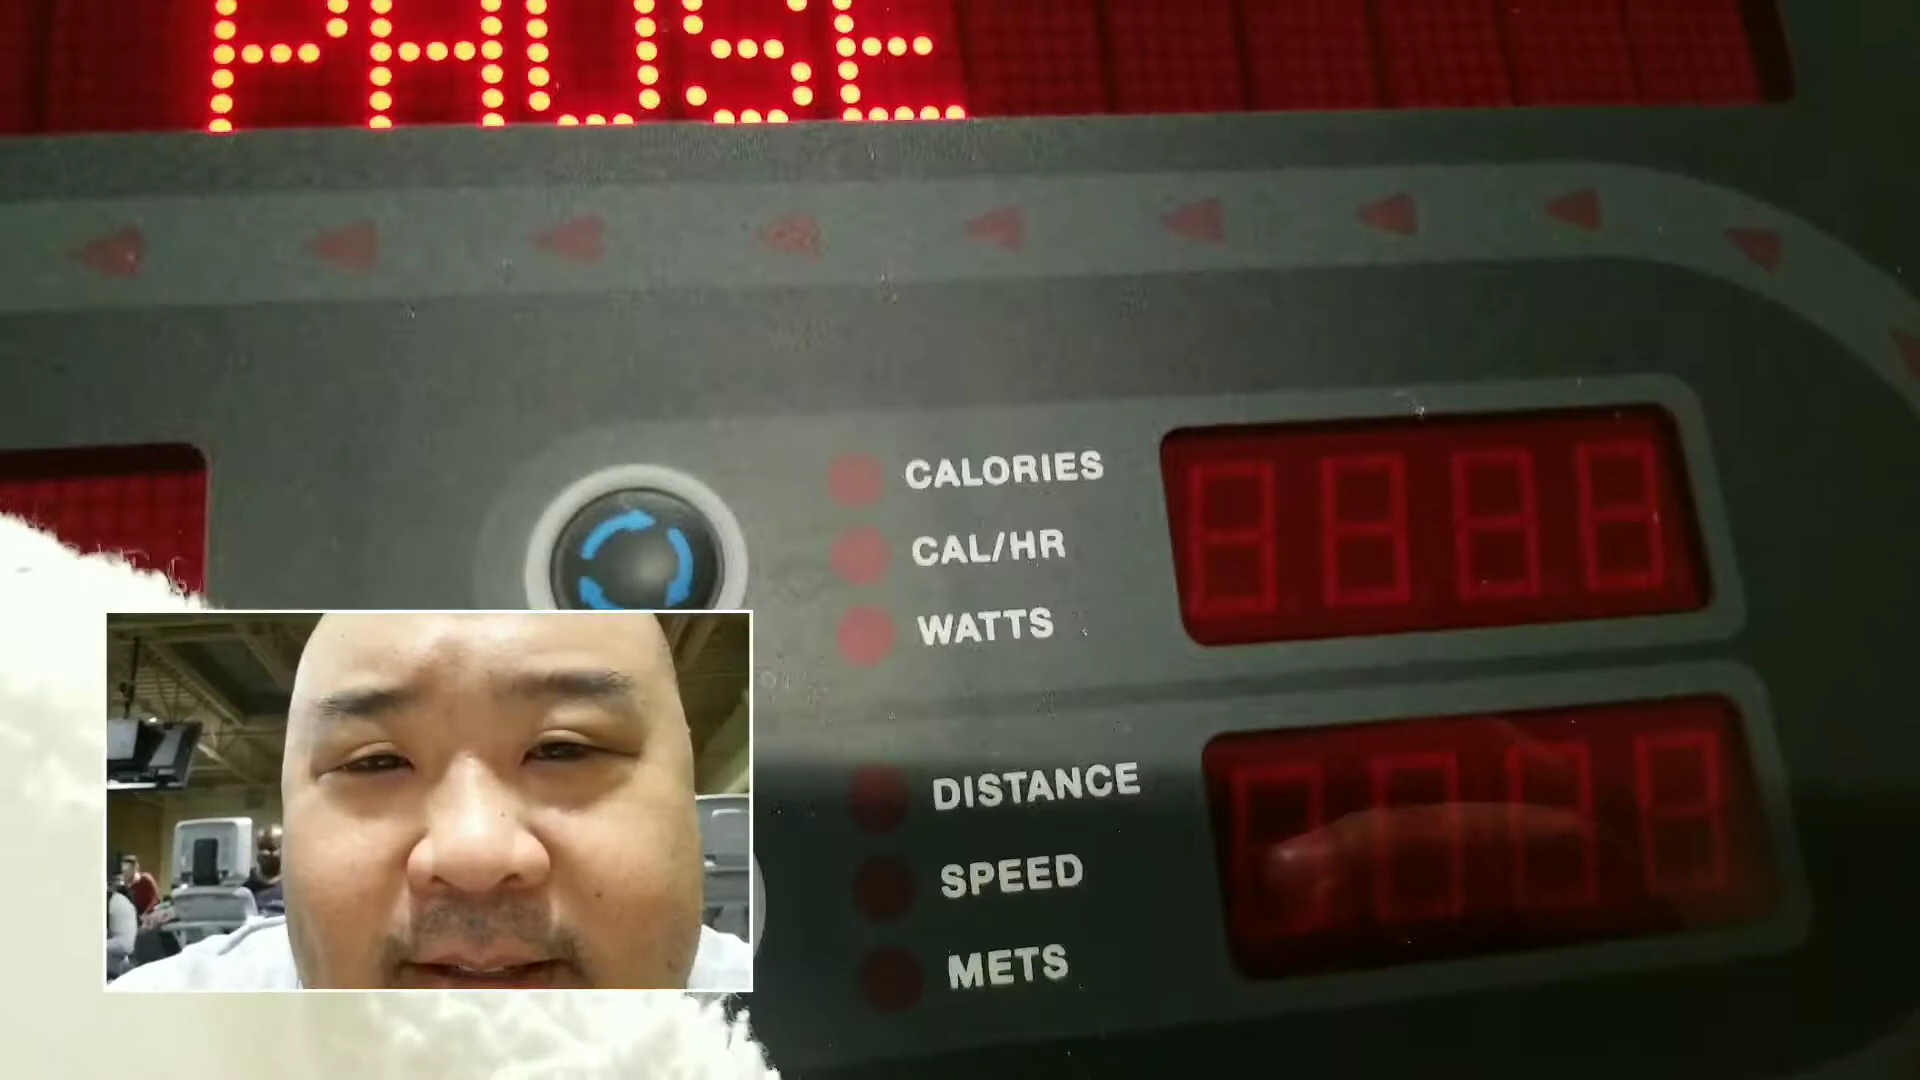 PAUSE
CALORIES
CAL/HR
WATTS
DISTANCE
SPEED
METS